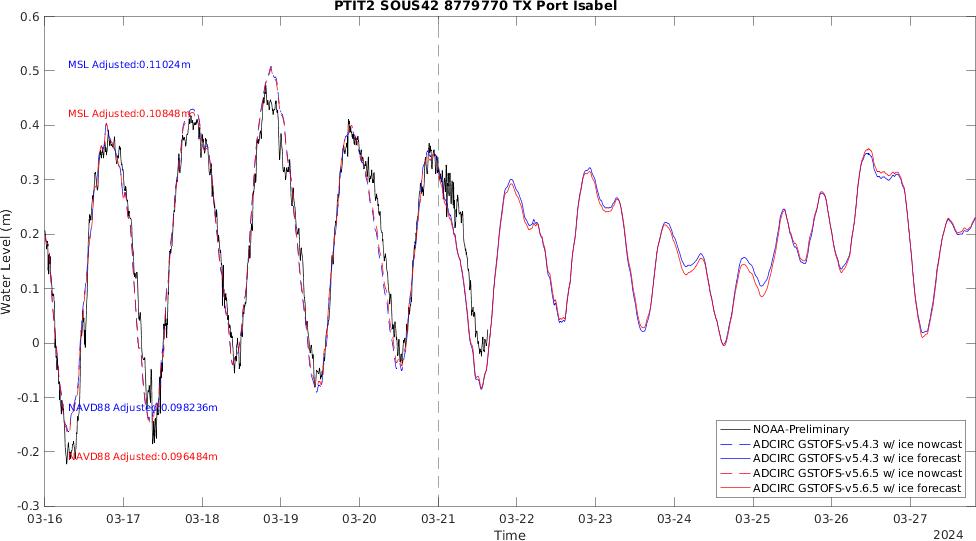 PTIT2 SOUS42 8779770 TX Port Isabel
0.6
0.5
0.4
0.3
0.2
0.1
0
-0.1
-0.2
-0.3
Water Level (m)
MSL Adjusted:0.11024m
MSL Adjusted:0.10848m
NAVD88 Adjusted:0.098236m
NAVD88 Adjusted:0.096484m
NOAA-Preliminary
ADCIRC GSTOFS-v5.4.3 w/ ice nowcast
ADCIRC GSTOFS-v5.4.3 w/ ice forecast
ADCIRC GSTOFS-v5.6.5 w/ ice nowcast
ADCIRC GSTOFS-v5.6.5 w/ ice forecast
03-16 03-17 03-18 03-19 03-20 03-21 03-22 03-23 03-24 03-25 03-26 03-27
Time
2024